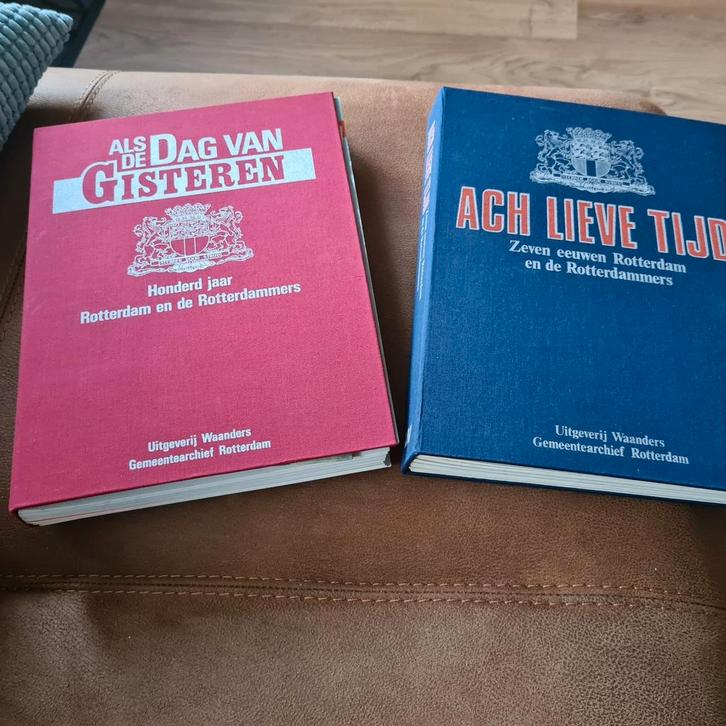 ALS
DE DAG VAN
GISTEREN
Honderd jaar
Rotterdam en de Rotterdammers
Uitgeverij Waanders
Gemeentearchief Rotterdam
ACH LIEVE TIJD
Zeven eeuwen Rotterdam
en de Rotterdammers
Uitgeverij Waanders
Gemeentearchief Rotterdam